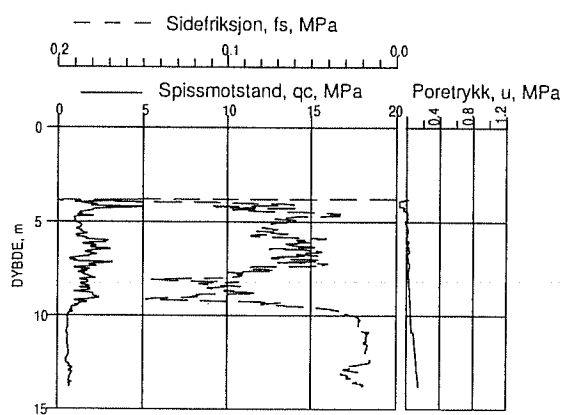 Sidefriksjon, fs, MPa
0,2 0,1 0,0
Spissmotstand, qc, MPa Poretrykk, u, MPa
0 5 10 15 20 0,4 0,8 1,2
0
5
10
15
DYBDE, m